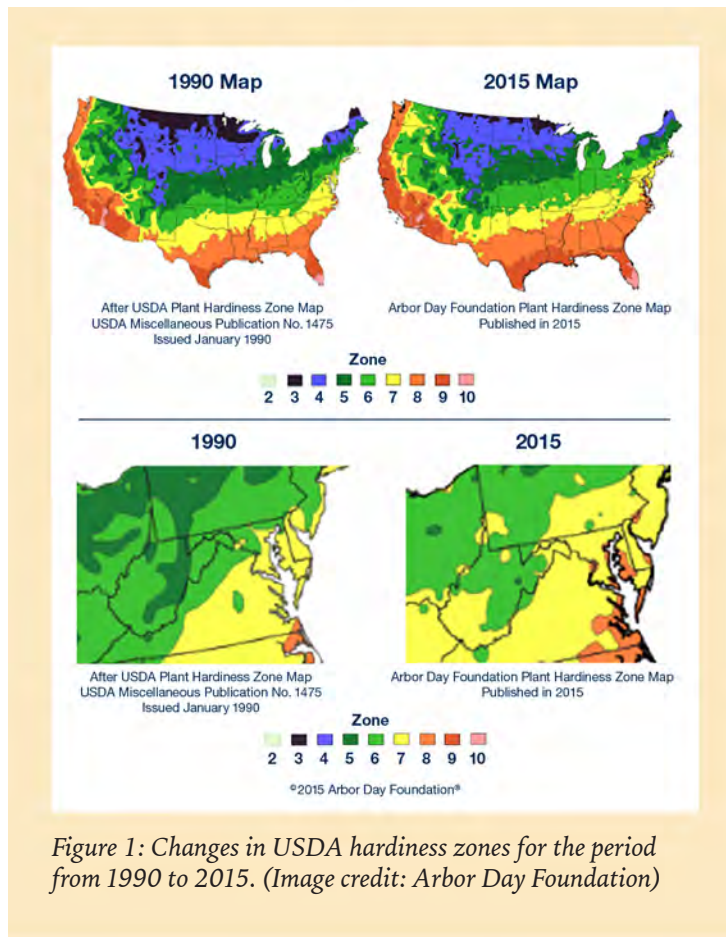 1990 Map
2015 Map
After USDA Plant Hardiness Zone Map
USDA Miscellaneous Publication No. 1475
Issued January 1990
Arbor Day Foundation Plant Hardiness Zone Map
Published in 2015
Zone
2 3 4 5 6 7 8 9 10
1990
2015
After USDA Plant Hardiness Zone Map
USDA Miscellaneous Publication No. 1475
Issued January 1990
Arbor Day Foundation Plant Hardiness Zone Map
Published in 2015
Zone
2 3 4 5 6 7 8 9 10
©2015 Arbor Day Foundation®
Figure 1: Changes in USDA hardiness zones for the period
from 1990 to 2015. (Image credit: Arbor Day Foundation)